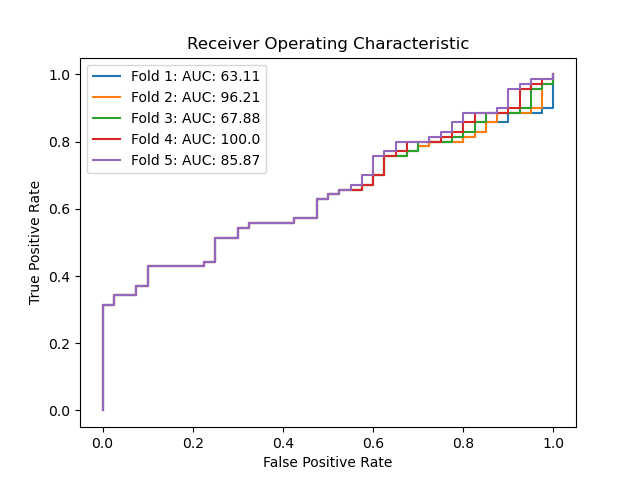 Receiver Operating Characteristic
Fold 1: AUC: 63.11
Fold 2: AUC: 96.21
Fold 3: AUC: 67.88
Fold 4: AUC: 100.0
Fold 5: AUC: 85.87
1.0
0.8
0.6
0.4
0.2
0.0
True Positive Rate
0.0 0.2 0.4 0.6 0.8 1.0
False Positive Rate